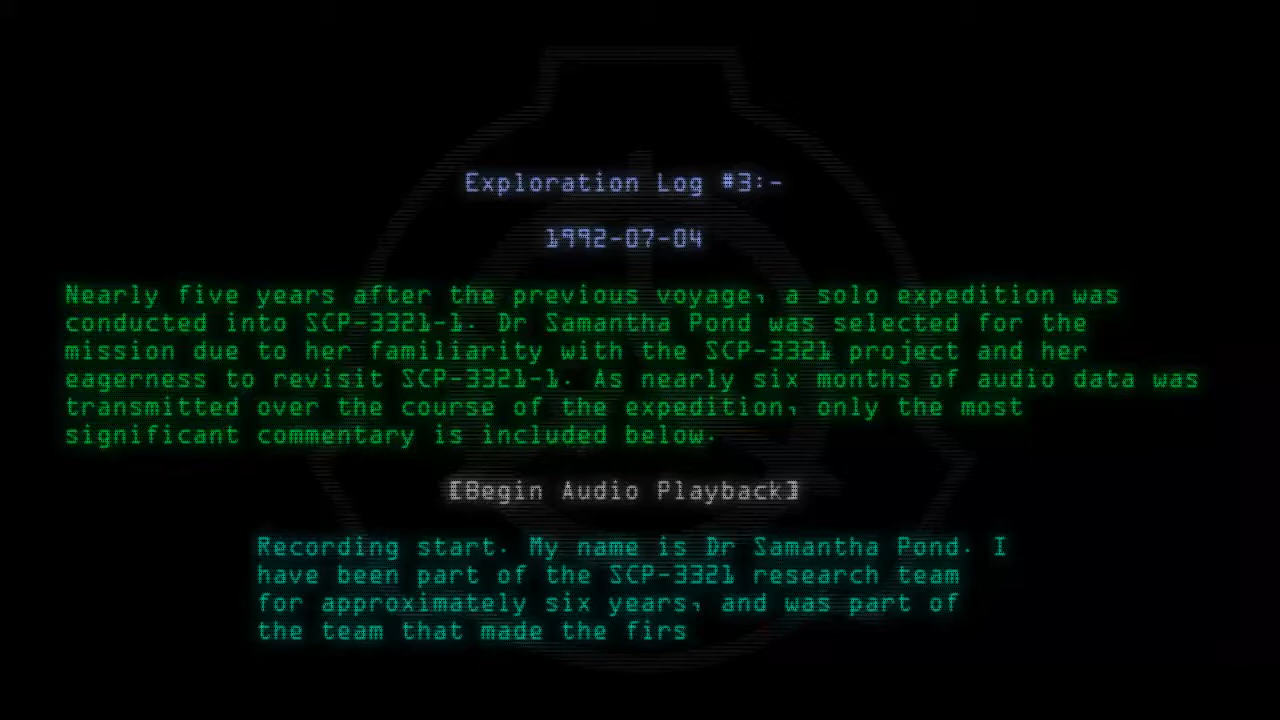 Exploration Log #3:-
1992-07-04
Nearly five years after the previous voyage, a solo expedition was
conducted into SCP-3321-1. Dr Samantha Pond was selected for the
mission due to her familiarity with the SCP-3321 project and her
eagerness to revisit SCP-3321-1. As nearly six months of audio data was
transmitted over the course of the expedition, only the most
significant commentary is included below.
[Begin Audio Playback]
Recording start. My name is Dr Samantha Pond. I
have been part of the SCP-3321 research team
for approximately six years, and was part of
the team that made the firs